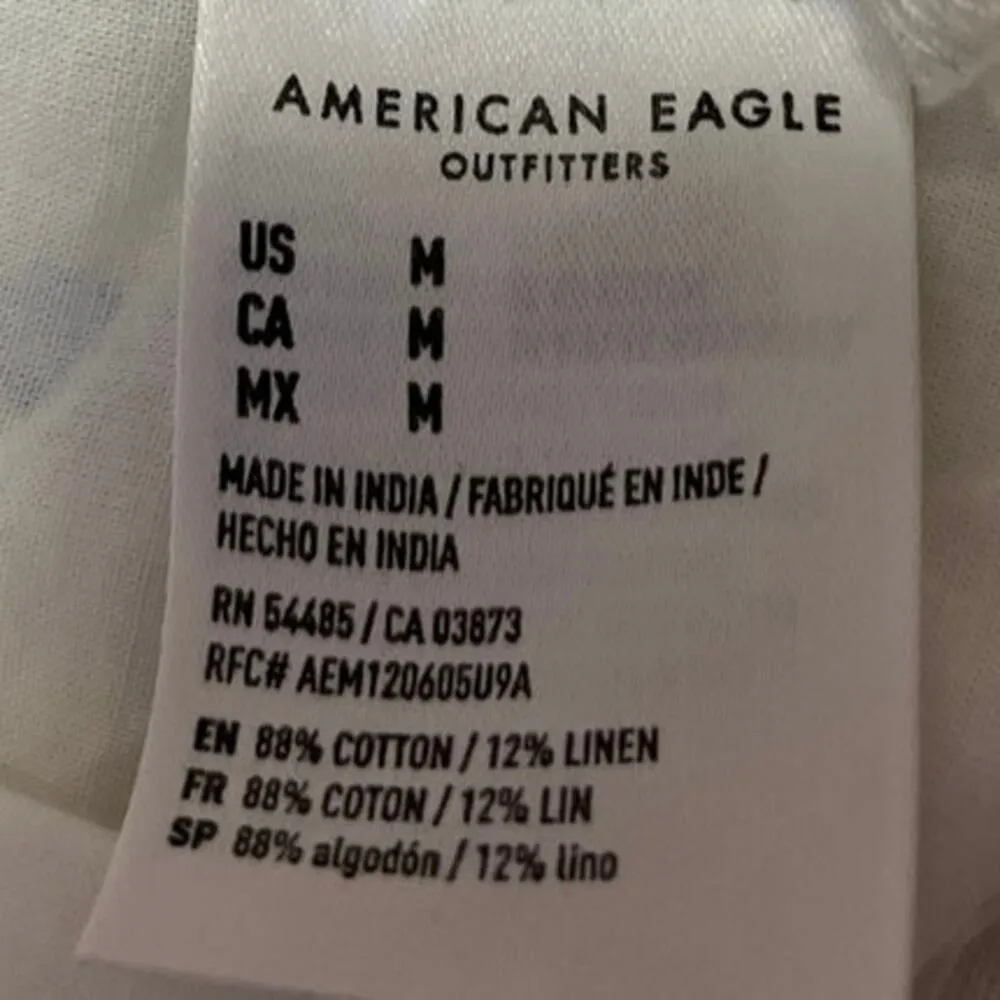 AMERICAN EAGLE
OUTFITTERS
US M
CA M
MX M
MADE IN INDIA / FABRIQUÉ EN INDE /
HECHO EN INDIA
RN 54485 / CA 03873
RFC# AEM120605U9A
EN 88% COTTON / 12% LINEN
FR 88% COTON / 12% LIN
SP 88% algodón / 12% lino